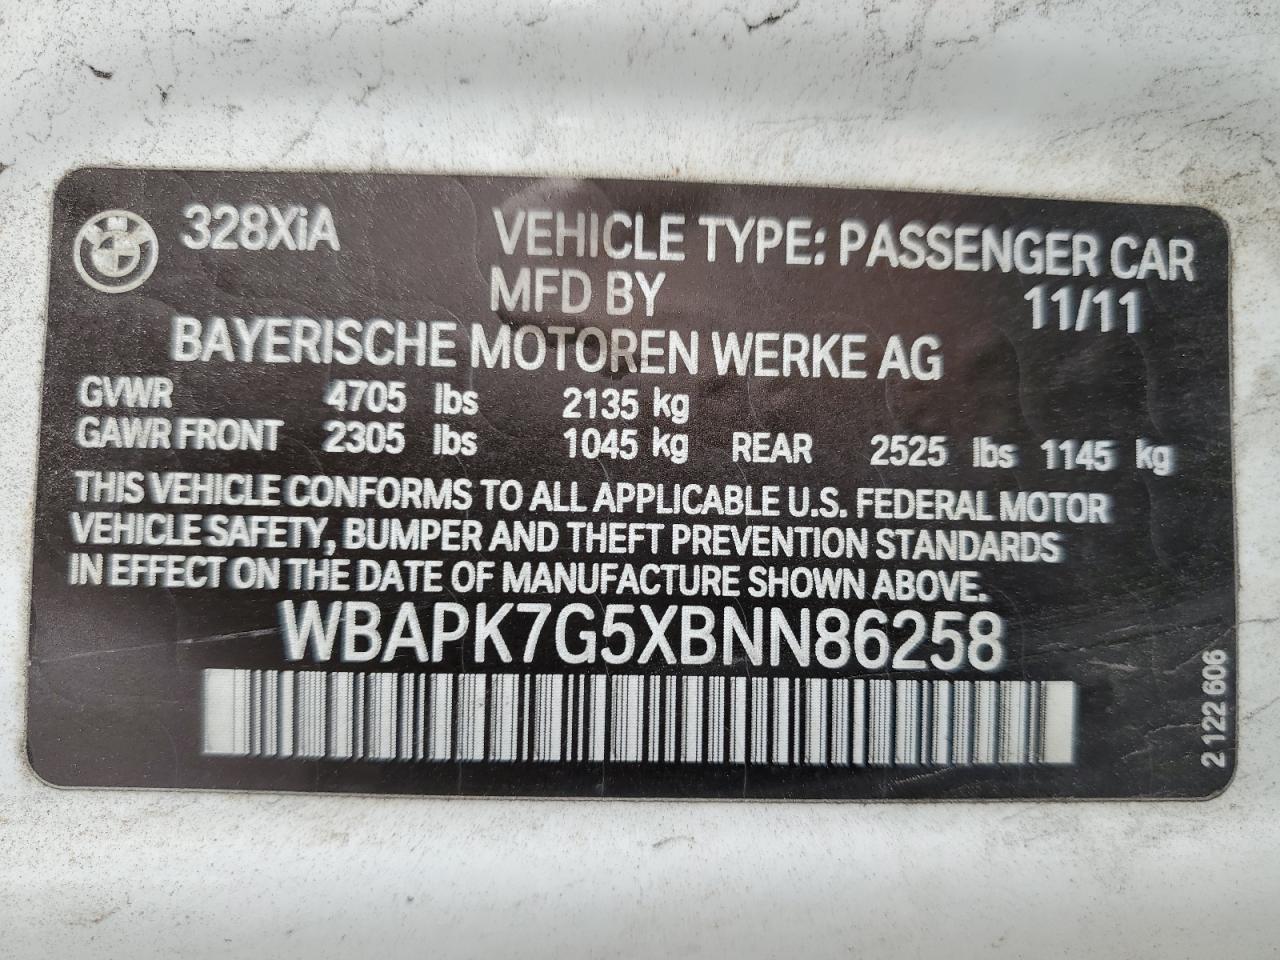 328XiA VEHICLE TYPE: PASSENGER CAR
MFD BY 11/11
BAYERISCHE MOTOREN WERKE AG
GVWR 4705 lbs 2135 kg
GAWR FRONT 2305 lbs 1045 kg REAR 2525 lbs 1145 kg
THIS VEHICLE CONFORMS TO ALL APPLICABLE U.S. FEDERAL MOTOR
VEHICLE SAFETY, BUMPER AND THEFT PREVENTION STANDARDS
IN EFFECT ON THE DATE OF MANUFACTURE SHOWN ABOVE.
WBAPK7G5XBNN86258
2 122 606